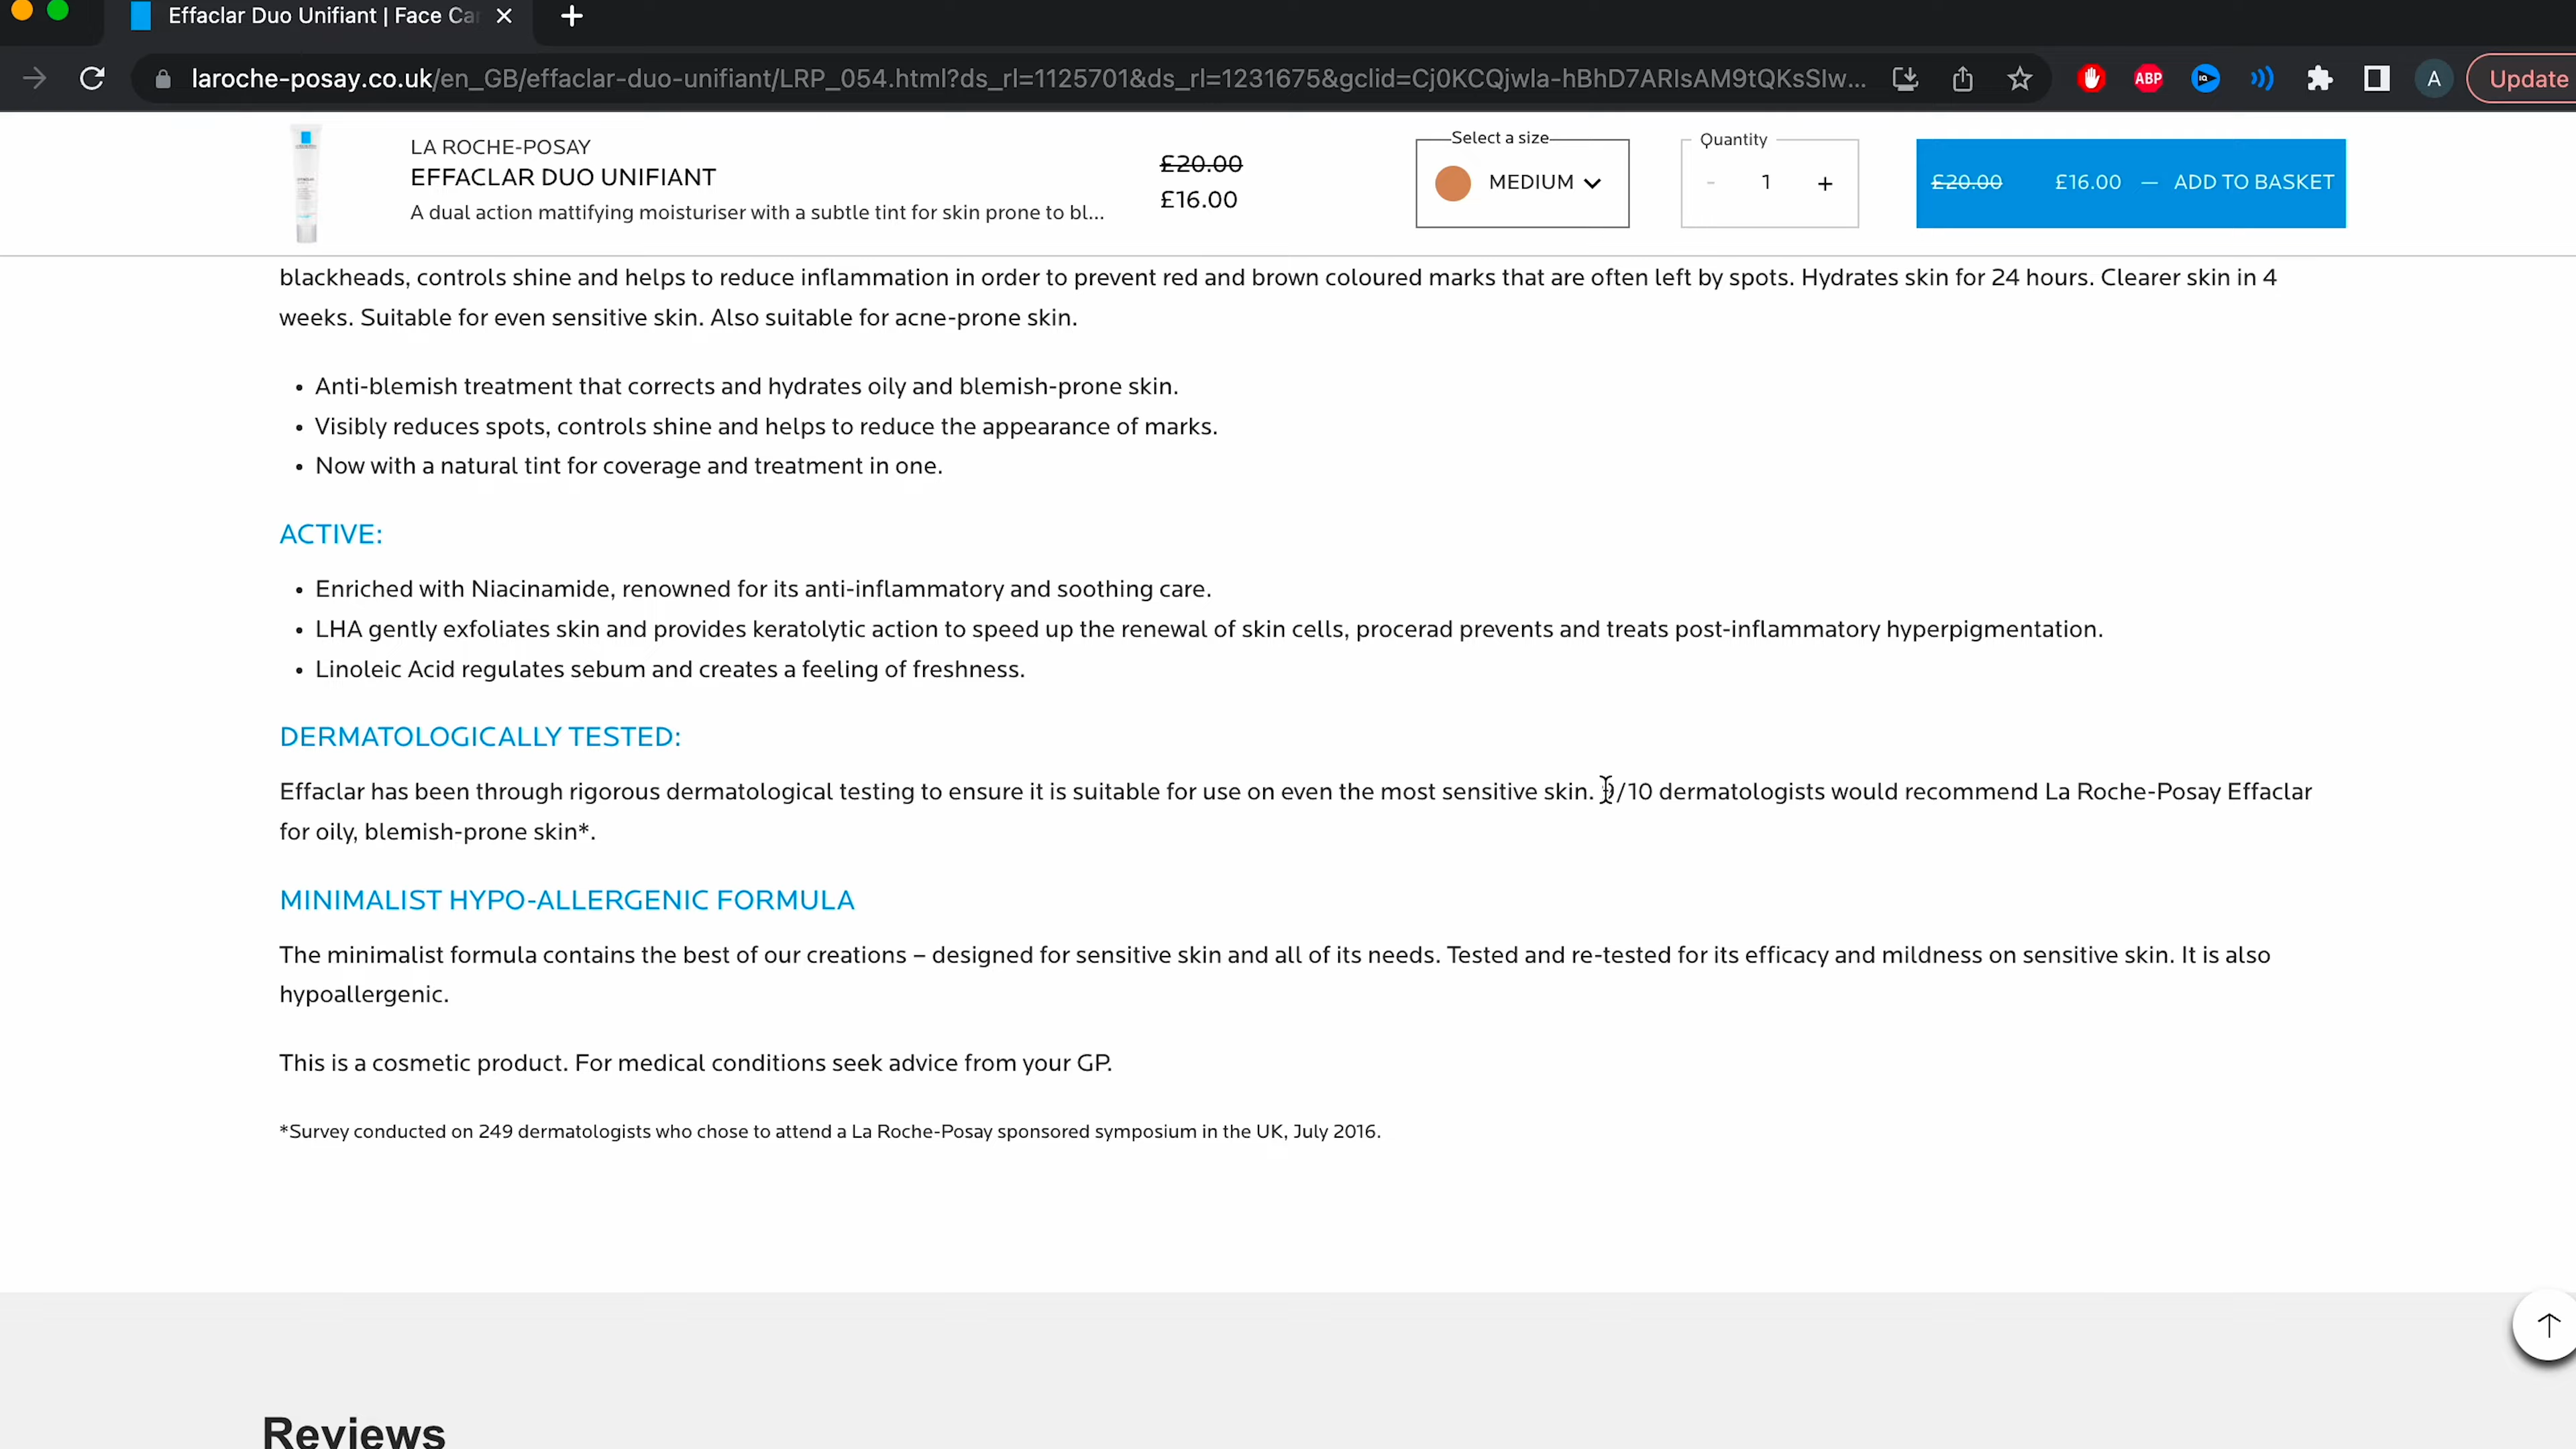 Effaclar Duo Unifiant | Face Ca
laroche-posay.co.uk/en_GB/effaclar-duo-unifiant/LRP_054.html?ds_rl=1125701&ds_rl=1231675&gclid=Cj0KCQjwla-hBhD7ARIsAM9tQKsSlw...
ABP
IQ
A
Update
LA ROCHE-POSAY
EFFACLAR DUO UNIFIANT
A dual action mattifying moisturiser with a subtle tint for skin prone to bl...
£20.00
£16.00
Select a size
MEDIUM
Quantity
- 1 +
£20.00 £16.00 — ADD TO BASKET
blackheads, controls shine and helps to reduce inflammation in order to prevent red and brown coloured marks that are often left by spots. Hydrates skin for 24 hours. Clearer skin in 4
weeks. Suitable for even sensitive skin. Also suitable for acne-prone skin.
• Anti-blemish treatment that corrects and hydrates oily and blemish-prone skin.
• Visibly reduces spots, controls shine and helps to reduce the appearance of marks.
• Now with a natural tint for coverage and treatment in one.
ACTIVE:
• Enriched with Niacinamide, renowned for its anti-inflammatory and soothing care.
• LHA gently exfoliates skin and provides keratolytic action to speed up the renewal of skin cells, procerad prevents and treats post-inflammatory hyperpigmentation.
• Linoleic Acid regulates sebum and creates a feeling of freshness.
DERMATOLOGICALLY TESTED:
Effaclar has been through rigorous dermatological testing to ensure it is suitable for use on even the most sensitive skin. 9/10 dermatologists would recommend La Roche-Posay Effaclar
for oily, blemish-prone skin*.
MINIMALIST HYPO-ALLERGENIC FORMULA
The minimalist formula contains the best of our creations – designed for sensitive skin and all of its needs. Tested and re-tested for its efficacy and mildness on sensitive skin. It is also
hypoallergenic.
This is a cosmetic product. For medical conditions seek advice from your GP.
*Survey conducted on 249 dermatologists who chose to attend a La Roche-Posay sponsored symposium in the UK, July 2016.
Reviews